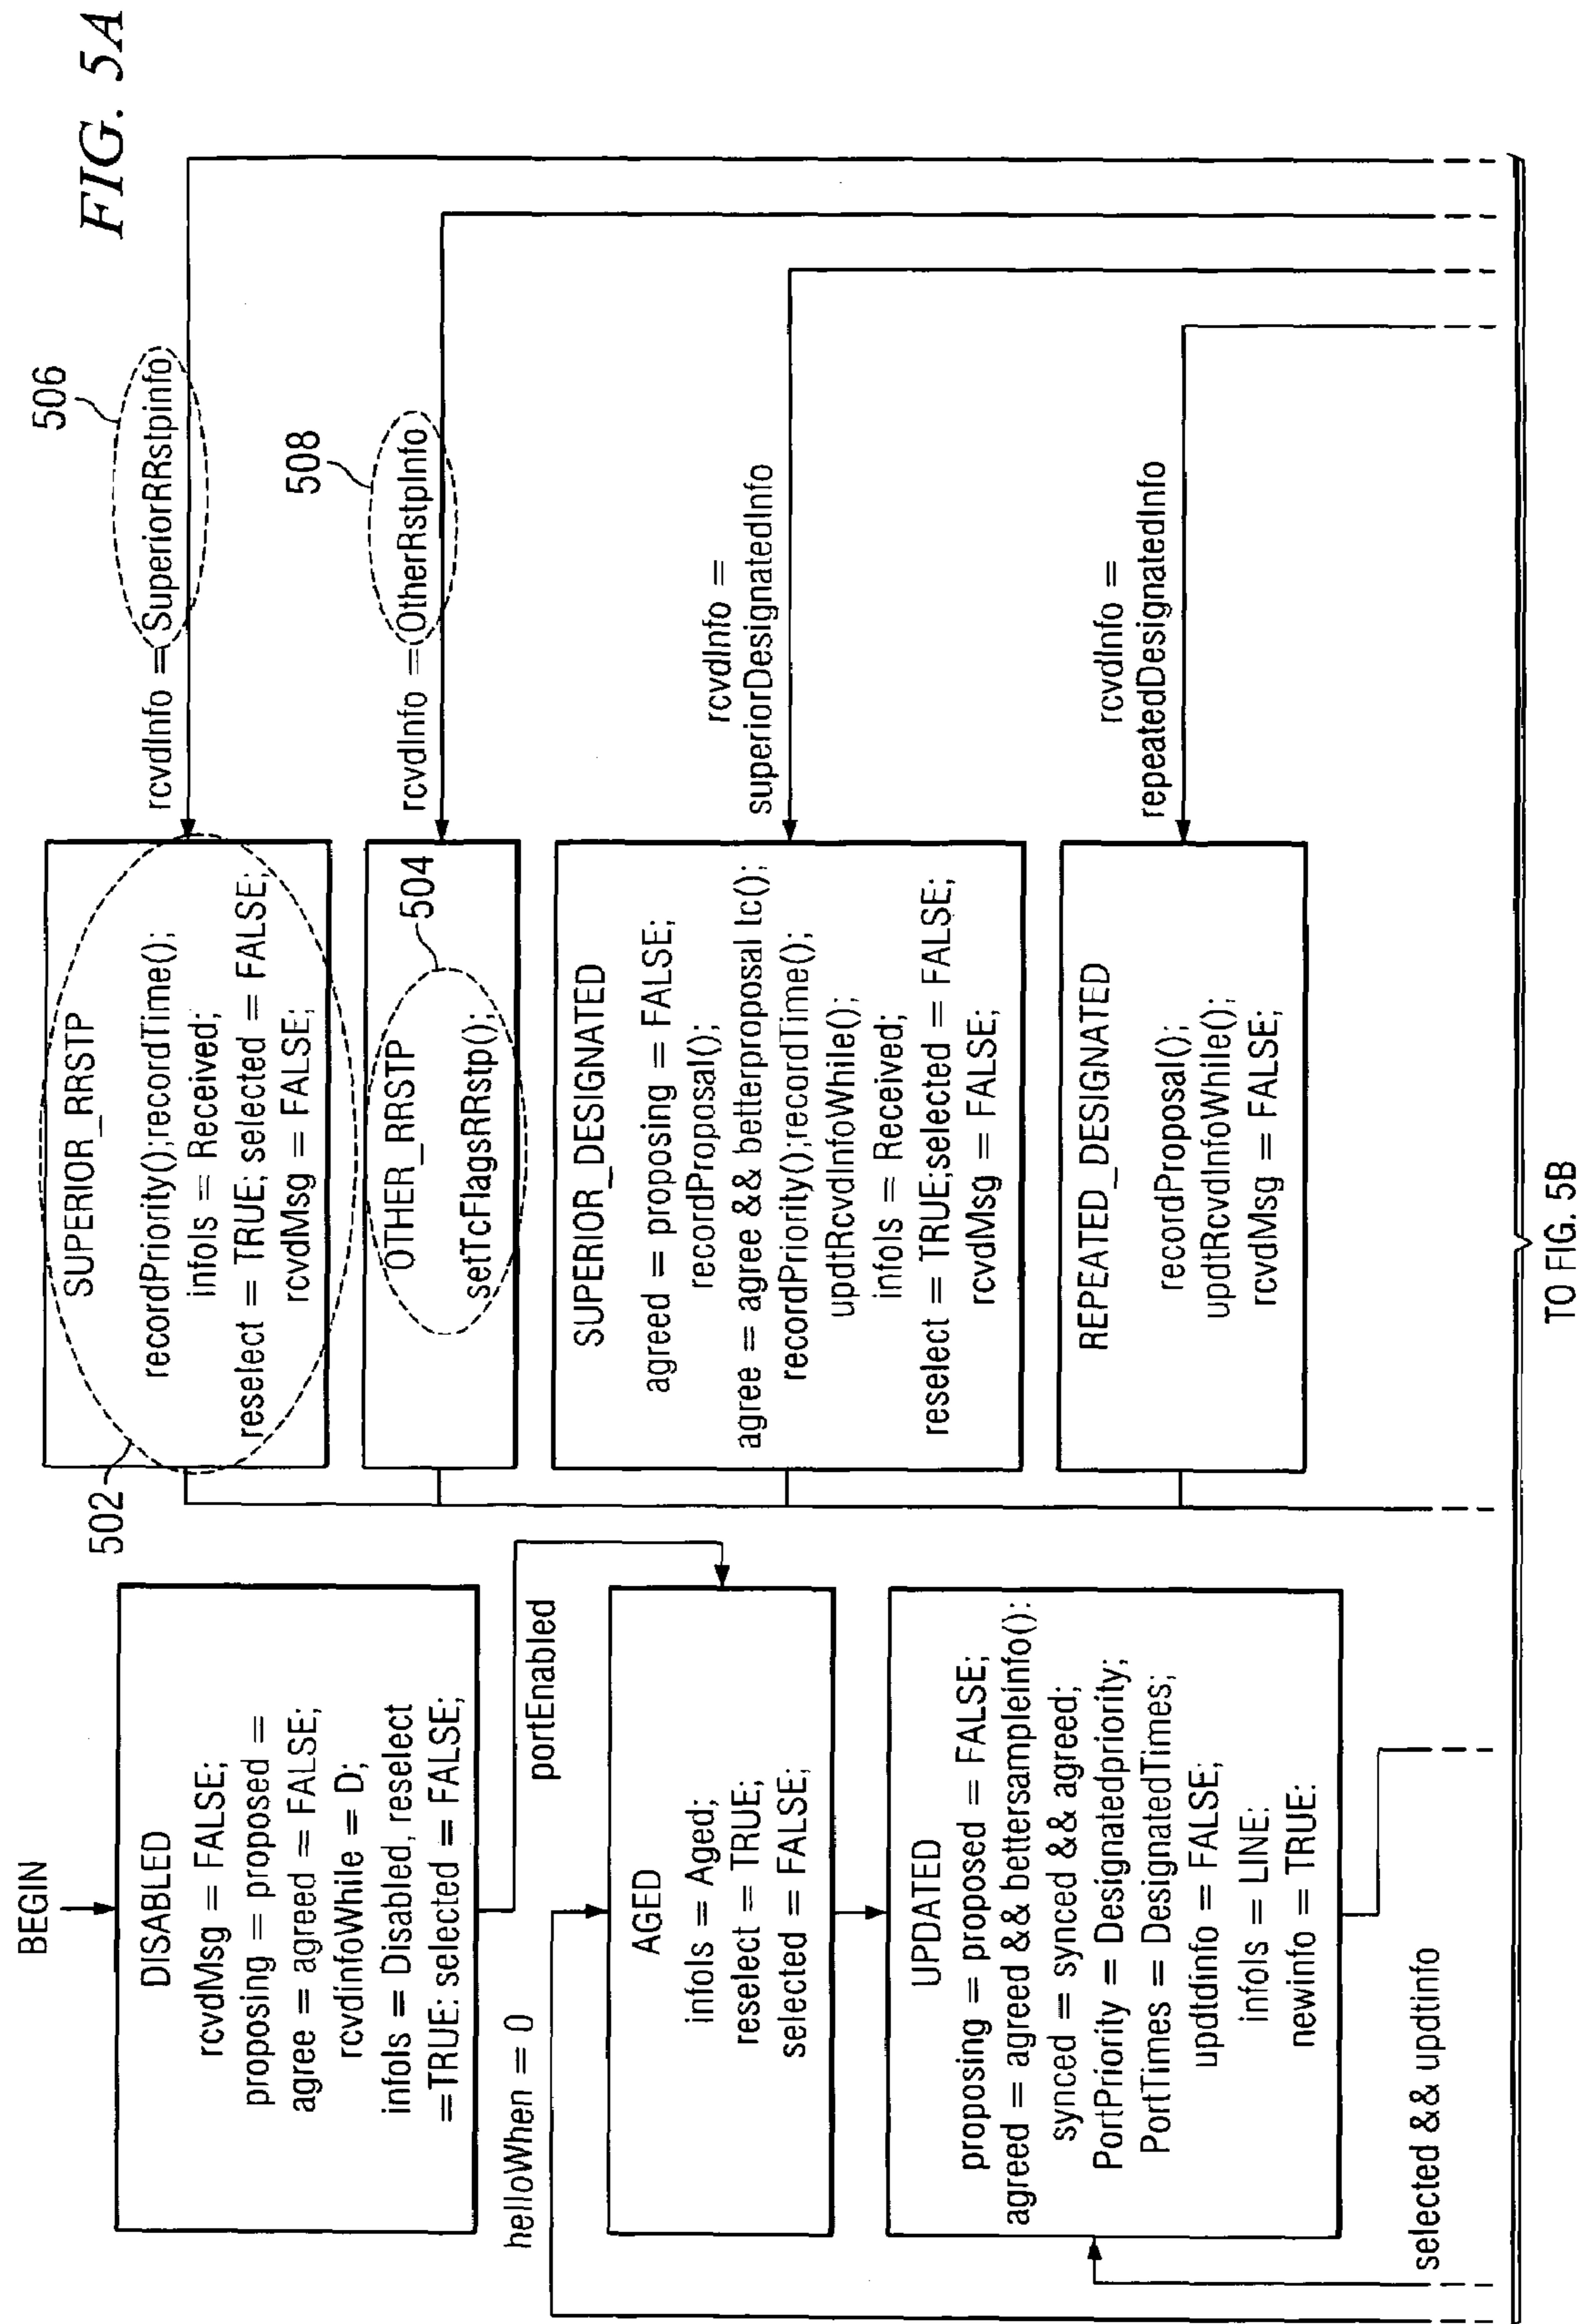 FIG. 5A
BEGIN
DISABLED
rcvdMsg = FALSE;
proposing = proposed =
agree = agreed = FALSE;
rcvdinfoWhile = D;
infoIs = Disabled, reselect
=TRUE: selected = FALSE;
portEnabled
helloWhen = 0
AGED
infoIs = Aged;
reselect = TRUE;
selected = FALSE;
UPDATED
proposing = proposed = FALSE;
agreed = agreed && bettersampleinfo():
synced = synced && agreed;
PortPriority = Designatedpriority;
PortTimes = DesignatedTimes;
updtdinfo = FALSE;
infoIs = LINE:
newinfo = TRUE:
selected && updtinfo
502
SUPERIOR_RRSTP
recordPriority();recordTime();
infoIs = Received;
reselect = TRUE; selected = FALSE;
rcvdMsg = FALSE;
rcvdInfo = SuperiorRRstpinfo
506
OTHER_RRSTP
setTcFlagsRRstp();
504
rcvdInfo = OtherRstpInfo
508
SUPERIOR_DESIGNATED
agreed = proposing = FALSE;
recordProposal();
agree = agree && betterproposal tc();
recordPriority();recordTime();
updtRcvdInfoWhile();
infoIs = Received;
reselect = TRUE;selected = FALSE;
rcvdMsg = FALSE;
rcvdInfo =
superiorDesignatedInfo
REPEATED_DESIGNATED
recordProposal();
updtRcvdInfoWhile();
rcvdMsg = FALSE;
rcvdInfo =
repeatedDesignatedInfo
TO FIG. 5B